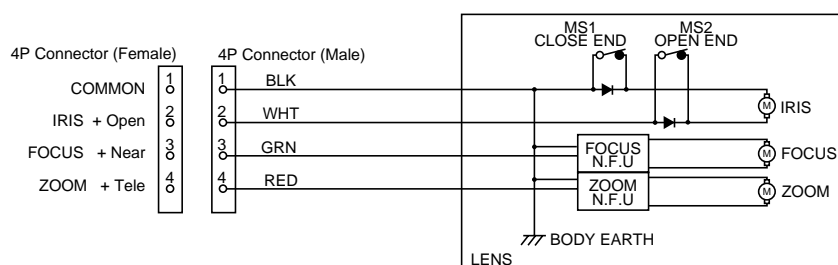 MS1
CLOSE END
MS2
OPEN END
4P Connector (Female)
4P Connector (Male)
COMMON
1
1
BLK
IRIS + Open
2
2
WHT
FOCUS + Near
3
3
GRN
ZOOM + Tele
4
4
RED
M
IRIS
FOCUS
N.F.U
M
FOCUS
ZOOM
N.F.U
M
ZOOM
BODY EARTH
LENS